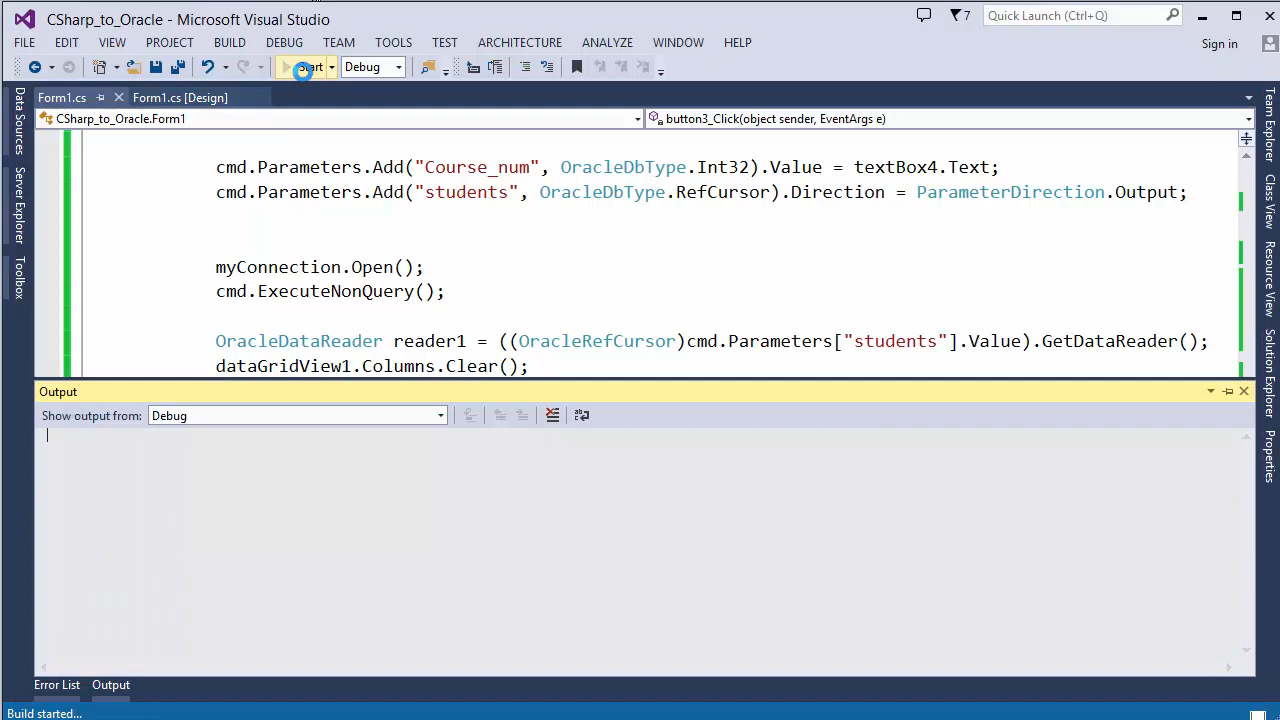 CSharp_to_Oracle - Microsoft Visual Studio
7
Quick Launch (Ctrl+Q)
FILE EDIT VIEW PROJECT BUILD DEBUG TEAM TOOLS TEST ARCHITECTURE ANALYZE WINDOW HELP
Sign in
Start Debug
Form1.cs Form1.cs [Design]
CSharp_to_Oracle.Form1 button3_Click(object sender, EventArgs e)
cmd.Parameters.Add("Course_num", OracleDbType.Int32).Value = textBox4.Text;
cmd.Parameters.Add("students", OracleDbType.RefCursor).Direction = ParameterDirection.Output;
myConnection.Open();
cmd.ExecuteNonQuery();
OracleDataReader reader1 = ((OracleRefCursor)cmd.Parameters["students"].Value).GetDataReader();
dataGridView1.Columns.Clear();
Output
Show output from: Debug
Error List Output
Build started...
Data Sources
Server Explorer
Toolbox
Team Explorer
Class View
Resource View
Solution Explorer
Properties